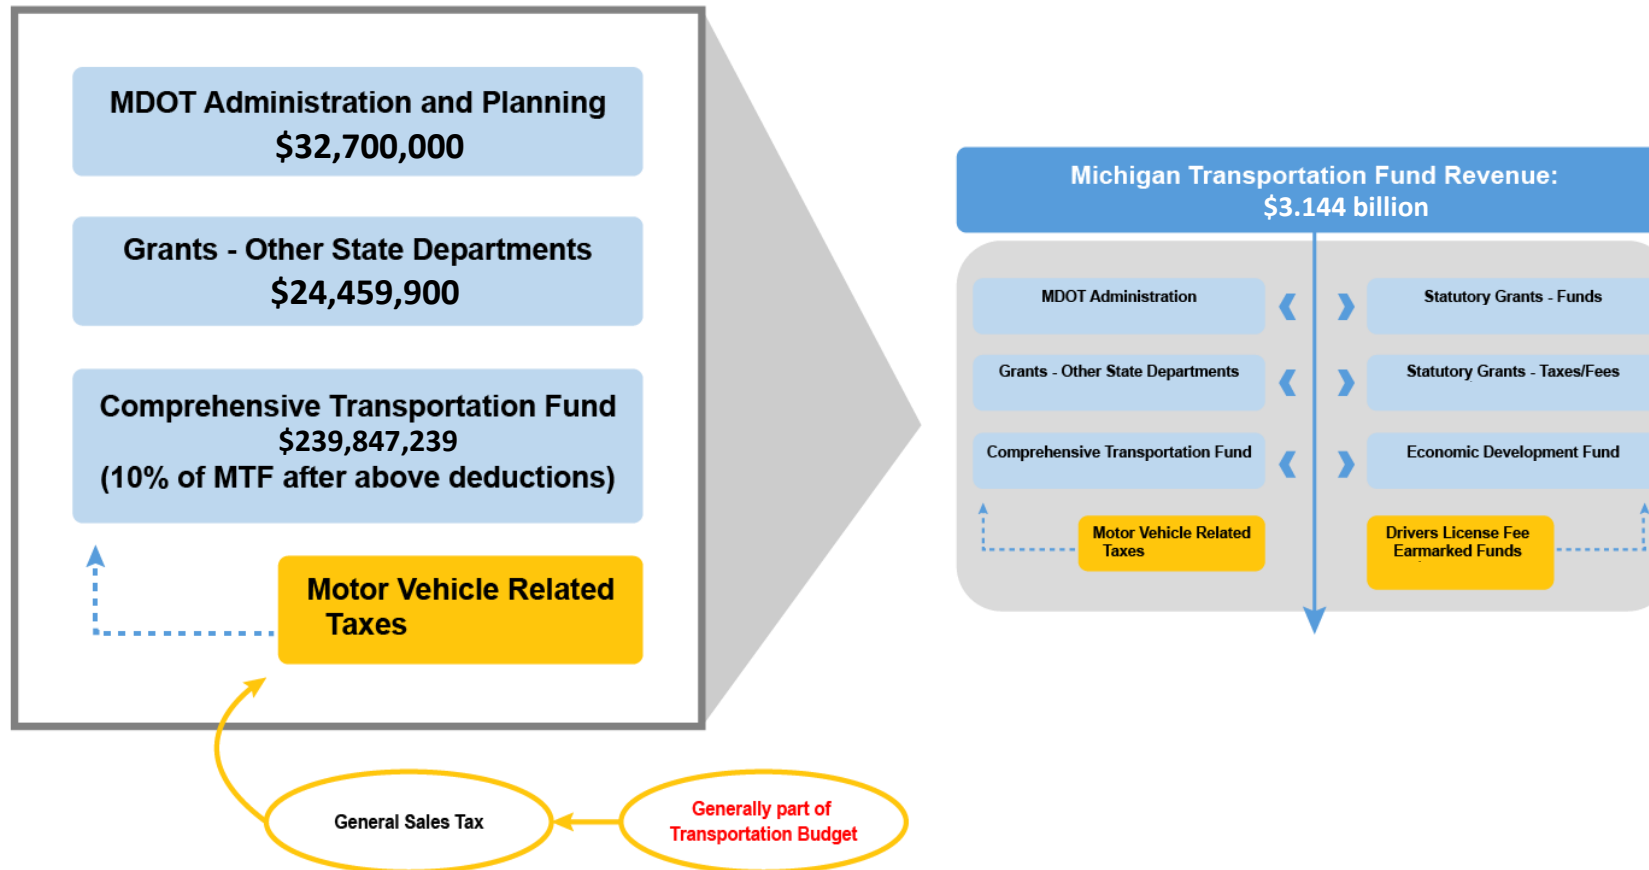 MDOT Administration and Planning
$32,700,000
Grants - Other State Departments
$24,459,900
Comprehensive Transportation Fund
$239,847,239
(10% of MTF after above deductions)
Motor Vehicle Related
Taxes
General Sales Tax
Generally part of
Transportation Budget
Michigan Transportation Fund Revenue:
$3.144 billion
MDOT Administration
Statutory Grants - Funds
Grants - Other State Departments
Statutory Grants - Taxes/Fees
Comprehensive Transportation Fund
Economic Development Fund
Motor Vehicle Related
Taxes
Drivers License Fee
Earmarked Funds